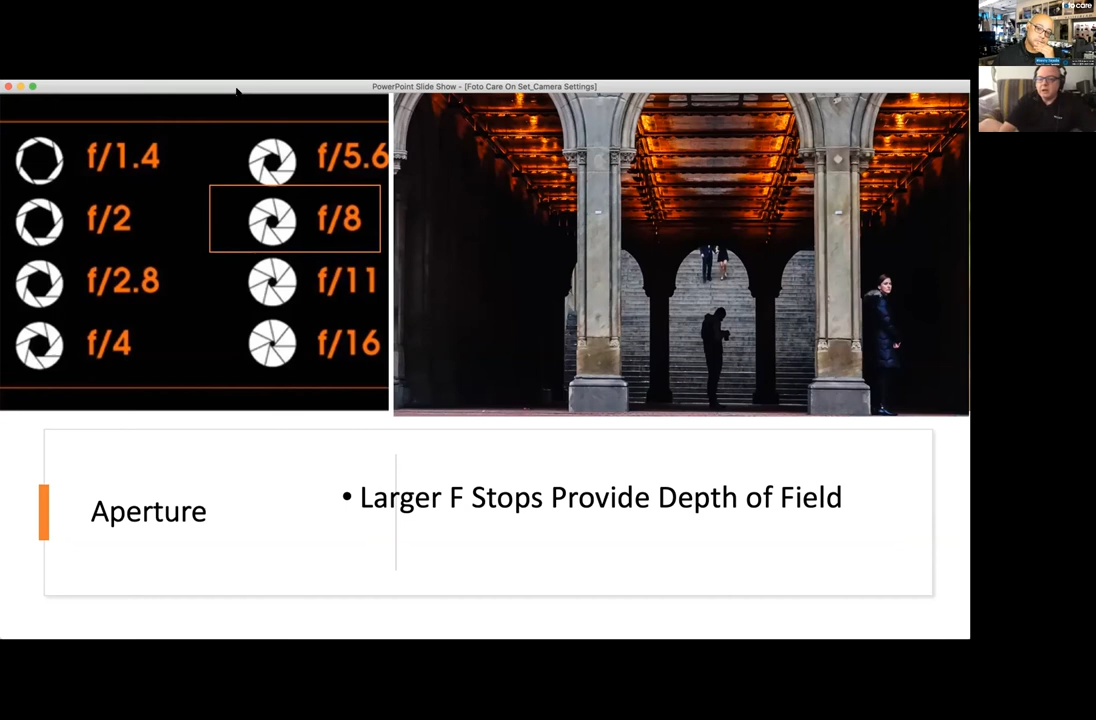 PowerPoint Slide Show - [Foto Care On Set_Camera Settings]
f/1.4
f/5.6
f/2
f/8
f/2.8
f/11
f/4
f/16
Aperture
• Larger F Stops Provide Depth of Field